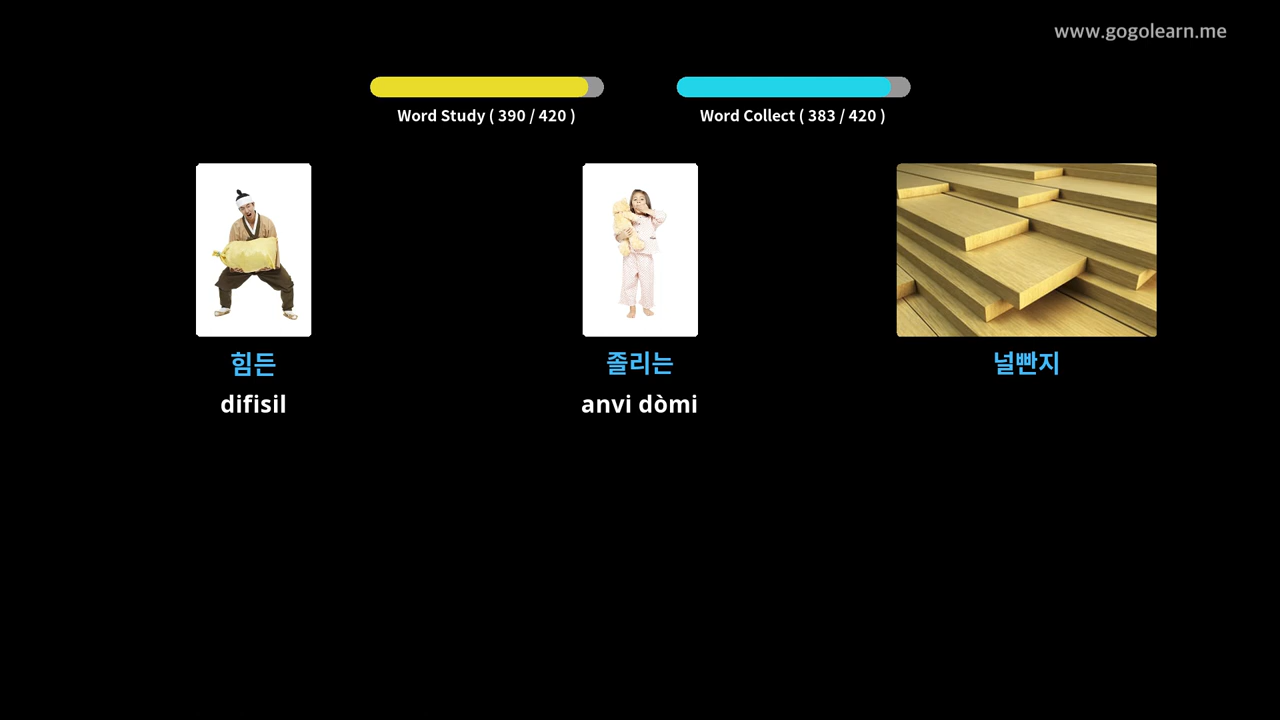 www.gogolearn.me
Word Study ( 390 / 420 )
Word Collect ( 383 / 420 )
힘든
졸리는
널빤지
difisil
anvi dòmi